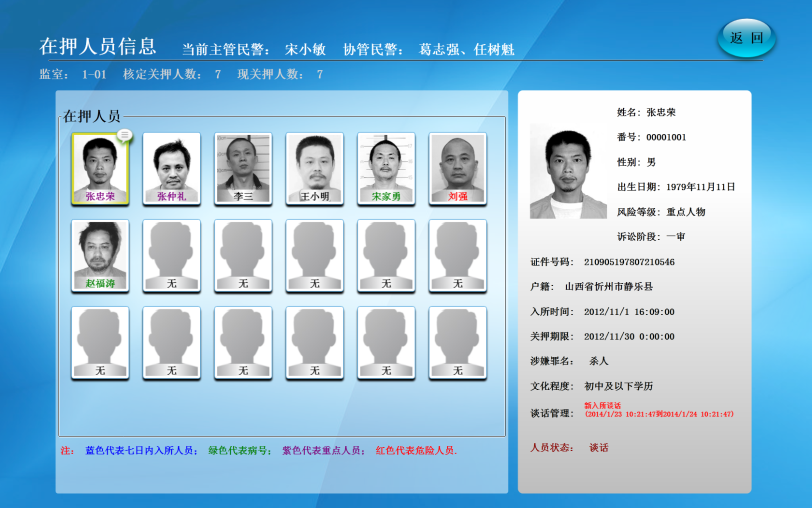 在押人员信息 当前主管民警： 宋小敏 协管民警： 葛志强、任树魁
返 回
监室： 1-01 核定关押人数： 7 现关押人数： 7
在押人员
张忠荣 张仲礼 李三 王小明 宋家勇 刘强
赵福涛 无 无 无 无 无
无 无 无 无 无 无
注： 蓝色代表七日内入所人员； 绿色代表病号； 紫色代表重点人员； 红色代表危险人员.
姓名：张忠荣
番号：00001001
性别：男
出生日期：1979年11月11日
风险等级：重点人物
诉讼阶段：一审
证件号码： 210905197807210546
户籍： 山西省忻州市静乐县
入所时间： 2012/11/1 16:09:00
关押期限： 2012/11/30 0:00:00
涉嫌罪名： 杀人
文化程度： 初中及以下学历
谈话管理： 新入所谈话
(2014/1/23 10:21:47到2014/1/24 10:21:47)
人员状态： 谈话